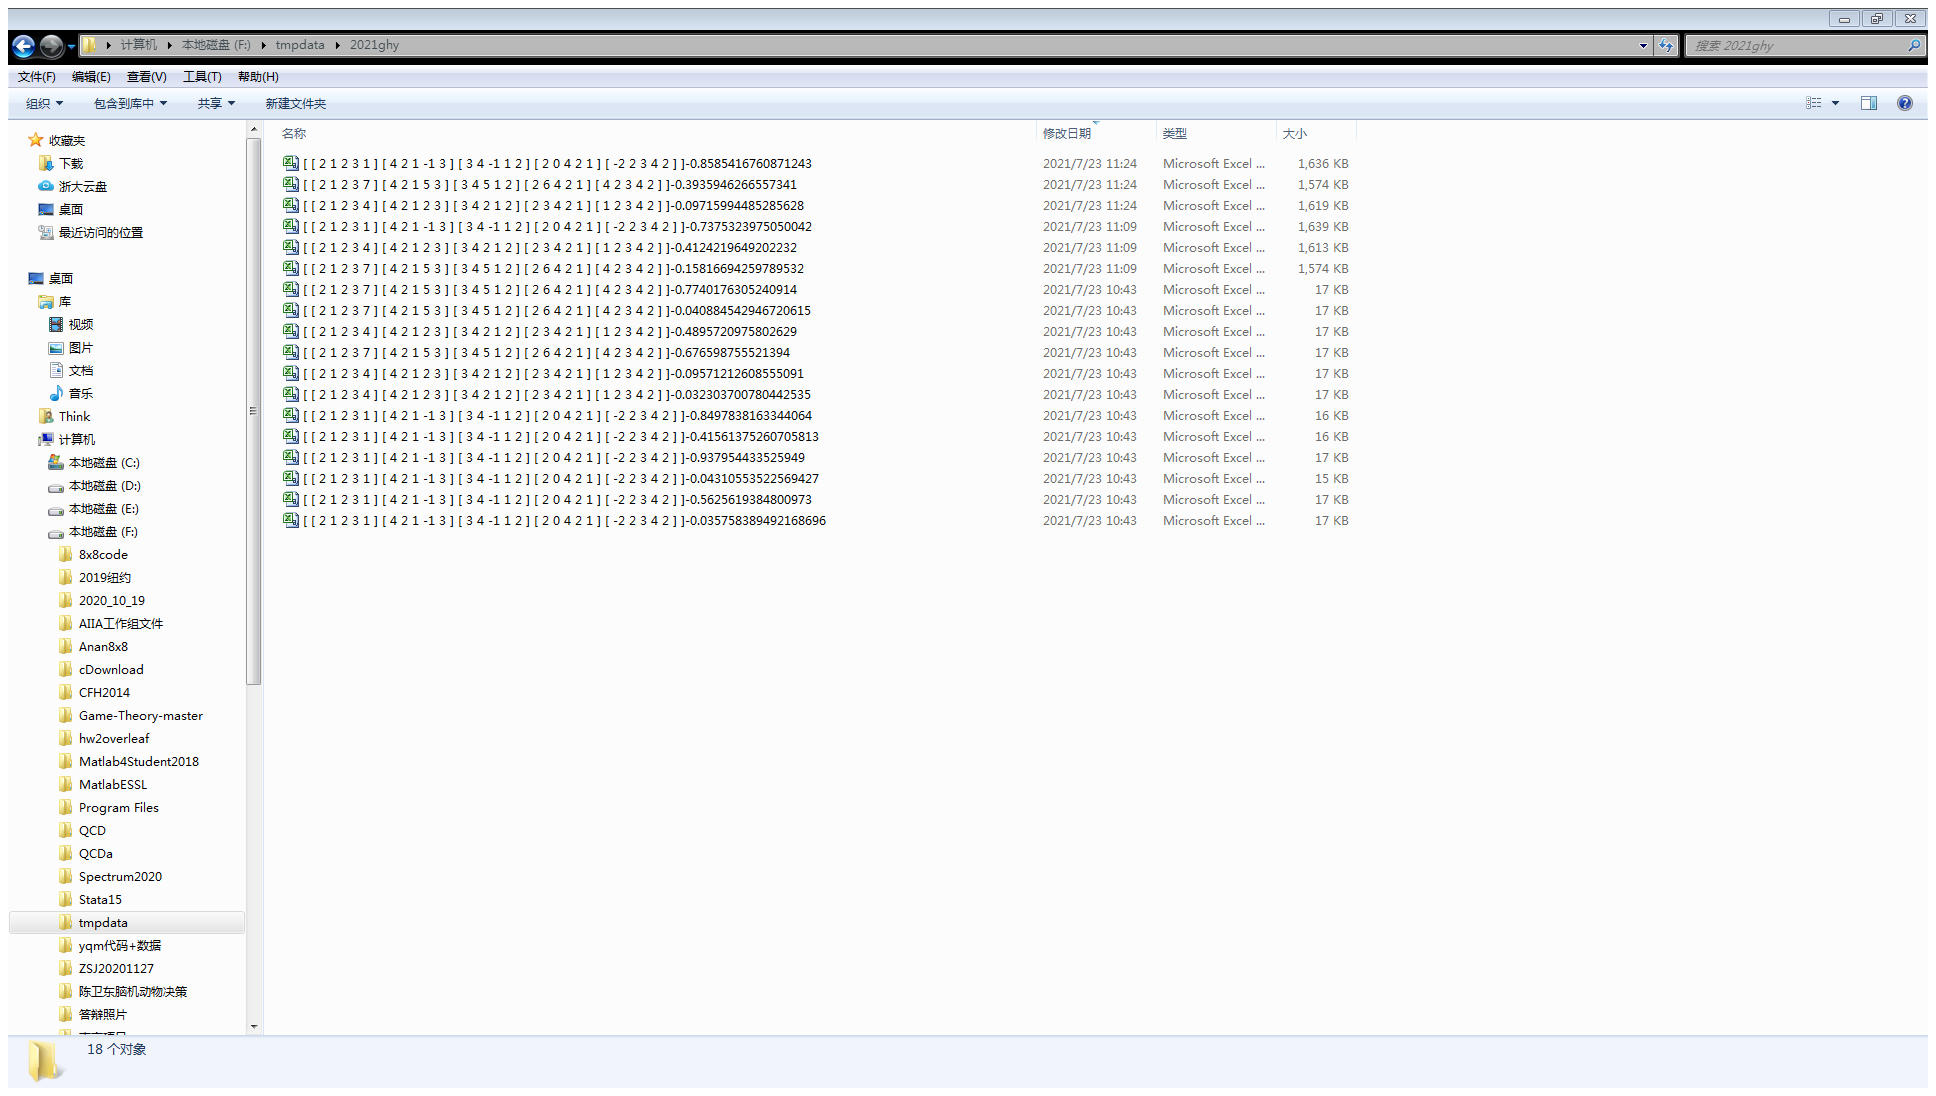 计算机 ▸ 本地磁盘 (F:) ▸ tmpdata ▸ 2021ghy
搜索 2021ghy
文件(F) 编辑(E) 查看(V) 工具(T) 帮助(H)
组织 包含到库中 共享 新建文件夹
收藏夹
下载
浙大云盘
桌面
最近访问的位置
桌面
库
视频
图片
文档
音乐
Think
计算机
本地磁盘 (C:)
本地磁盘 (D:)
本地磁盘 (E:)
本地磁盘 (F:)
8x8code
2019纽约
2020_10_19
AIIA工作组文件
Anan8x8
cDownload
CFH2014
Game-Theory-master
hw2overleaf
Matlab4Student2018
MatlabESSL
Program Files
QCD
QCDa
Spectrum2020
Stata15
tmpdata
yqm代码+数据
ZSJ20201127
陈卫东脑机动物决策
答辩照片
名称 修改日期 类型 大小
[ [ 2 1 2 3 1 ] [ 4 2 1 -1 3 ] [ 3 4 -1 1 2 ] [ 2 0 4 2 1 ] [ -2 2 3 4 2 ] ]-0.8585416760871243 2021/7/23 11:24 Microsoft Excel ... 1,636 KB
[ [ 2 1 2 3 7 ] [ 4 2 1 5 3 ] [ 3 4 5 1 2 ] [ 2 6 4 2 1 ] [ 4 2 3 4 2 ] ]-0.3935946266557341 2021/7/23 11:24 Microsoft Excel ... 1,574 KB
[ [ 2 1 2 3 4 ] [ 4 2 1 2 3 ] [ 3 4 2 1 2 ] [ 2 3 4 2 1 ] [ 1 2 3 4 2 ] ]-0.09715994485285628 2021/7/23 11:24 Microsoft Excel ... 1,619 KB
[ [ 2 1 2 3 1 ] [ 4 2 1 -1 3 ] [ 3 4 -1 1 2 ] [ 2 0 4 2 1 ] [ -2 2 3 4 2 ] ]-0.7375323975050042 2021/7/23 11:09 Microsoft Excel ... 1,639 KB
[ [ 2 1 2 3 4 ] [ 4 2 1 2 3 ] [ 3 4 2 1 2 ] [ 2 3 4 2 1 ] [ 1 2 3 4 2 ] ]-0.4124219649202232 2021/7/23 11:09 Microsoft Excel ... 1,613 KB
[ [ 2 1 2 3 7 ] [ 4 2 1 5 3 ] [ 3 4 5 1 2 ] [ 2 6 4 2 1 ] [ 4 2 3 4 2 ] ]-0.15816694259789532 2021/7/23 11:09 Microsoft Excel ... 1,574 KB
[ [ 2 1 2 3 7 ] [ 4 2 1 5 3 ] [ 3 4 5 1 2 ] [ 2 6 4 2 1 ] [ 4 2 3 4 2 ] ]-0.7740176305240914 2021/7/23 10:43 Microsoft Excel ... 17 KB
[ [ 2 1 2 3 7 ] [ 4 2 1 5 3 ] [ 3 4 5 1 2 ] [ 2 6 4 2 1 ] [ 4 2 3 4 2 ] ]-0.040884542946720615 2021/7/23 10:43 Microsoft Excel ... 17 KB
[ [ 2 1 2 3 4 ] [ 4 2 1 2 3 ] [ 3 4 2 1 2 ] [ 2 3 4 2 1 ] [ 1 2 3 4 2 ] ]-0.4895720975802629 2021/7/23 10:43 Microsoft Excel ... 17 KB
[ [ 2 1 2 3 7 ] [ 4 2 1 5 3 ] [ 3 4 5 1 2 ] [ 2 6 4 2 1 ] [ 4 2 3 4 2 ] ]-0.676598755521394 2021/7/23 10:43 Microsoft Excel ... 17 KB
[ [ 2 1 2 3 4 ] [ 4 2 1 2 3 ] [ 3 4 2 1 2 ] [ 2 3 4 2 1 ] [ 1 2 3 4 2 ] ]-0.09571212608555091 2021/7/23 10:43 Microsoft Excel ... 17 KB
[ [ 2 1 2 3 4 ] [ 4 2 1 2 3 ] [ 3 4 2 1 2 ] [ 2 3 4 2 1 ] [ 1 2 3 4 2 ] ]-0.032303700780442535 2021/7/23 10:43 Microsoft Excel ... 17 KB
[ [ 2 1 2 3 1 ] [ 4 2 1 -1 3 ] [ 3 4 -1 1 2 ] [ 2 0 4 2 1 ] [ -2 2 3 4 2 ] ]-0.8497838163344064 2021/7/23 10:43 Microsoft Excel ... 16 KB
[ [ 2 1 2 3 1 ] [ 4 2 1 -1 3 ] [ 3 4 -1 1 2 ] [ 2 0 4 2 1 ] [ -2 2 3 4 2 ] ]-0.41561375260705813 2021/7/23 10:43 Microsoft Excel ... 16 KB
[ [ 2 1 2 3 1 ] [ 4 2 1 -1 3 ] [ 3 4 -1 1 2 ] [ 2 0 4 2 1 ] [ -2 2 3 4 2 ] ]-0.937954433525949 2021/7/23 10:43 Microsoft Excel ... 17 KB
[ [ 2 1 2 3 1 ] [ 4 2 1 -1 3 ] [ 3 4 -1 1 2 ] [ 2 0 4 2 1 ] [ -2 2 3 4 2 ] ]-0.04310553522569427 2021/7/23 10:43 Microsoft Excel ... 15 KB
[ [ 2 1 2 3 1 ] [ 4 2 1 -1 3 ] [ 3 4 -1 1 2 ] [ 2 0 4 2 1 ] [ -2 2 3 4 2 ] ]-0.5625619384800973 2021/7/23 10:43 Microsoft Excel ... 17 KB
[ [ 2 1 2 3 1 ] [ 4 2 1 -1 3 ] [ 3 4 -1 1 2 ] [ 2 0 4 2 1 ] [ -2 2 3 4 2 ] ]-0.035758389492168696 2021/7/23 10:43 Microsoft Excel ... 17 KB
18 个对象